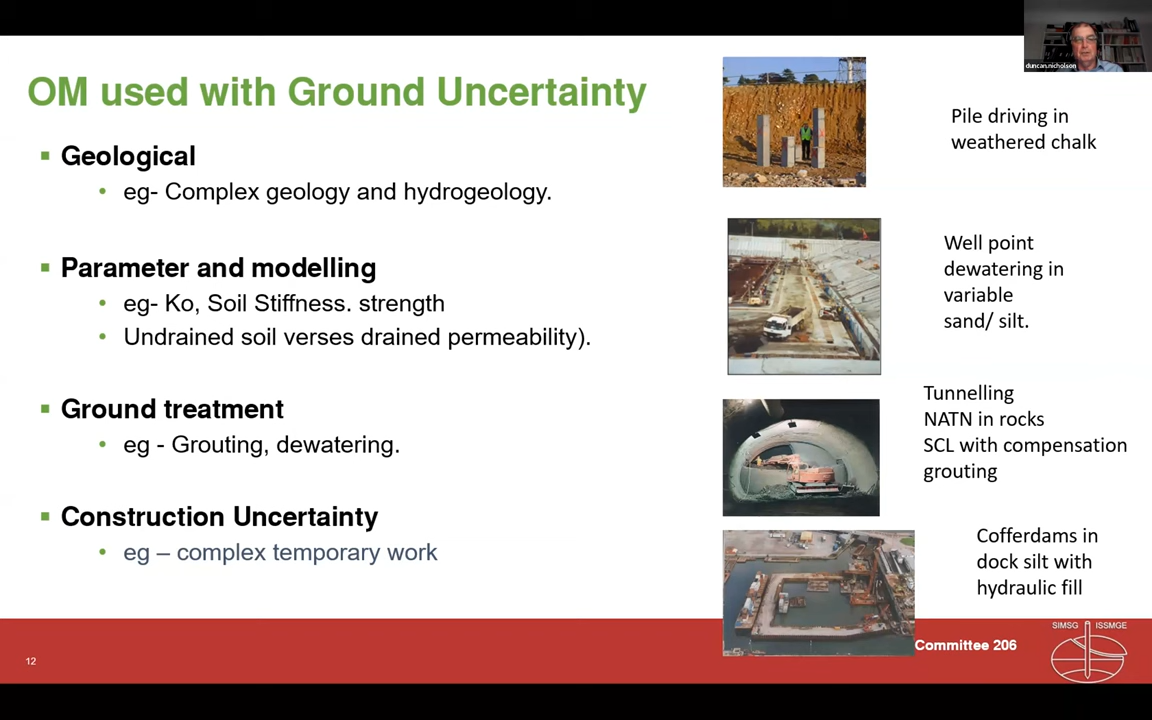 OM used with Ground Uncertainty
▪ Geological
• eg- Complex geology and hydrogeology.
▪ Parameter and modelling
• eg- Ko, Soil Stiffness. strength
• Undrained soil verses drained permeability).
▪ Ground treatment
• eg - Grouting, dewatering.
▪ Construction Uncertainty
• eg – complex temporary work
duncan.nicholson
Pile driving in
weathered chalk
Well point
dewatering in
variable
sand/ silt.
Tunnelling
NATN in rocks
SCL with compensation
grouting
Cofferdams in
dock silt with
hydraulic fill
12
Committee 206
SIMSG ISSMGE